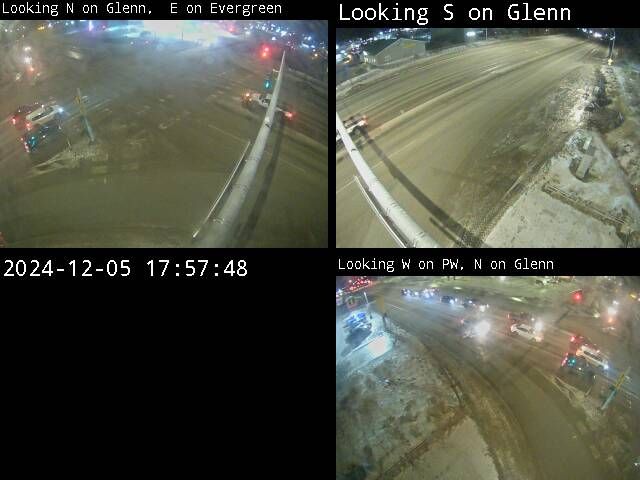 Looking N on Glenn,  E on Evergreen
Looking S on Glenn
2024-12-05 17:57:48
Looking W on PW, N on Glenn